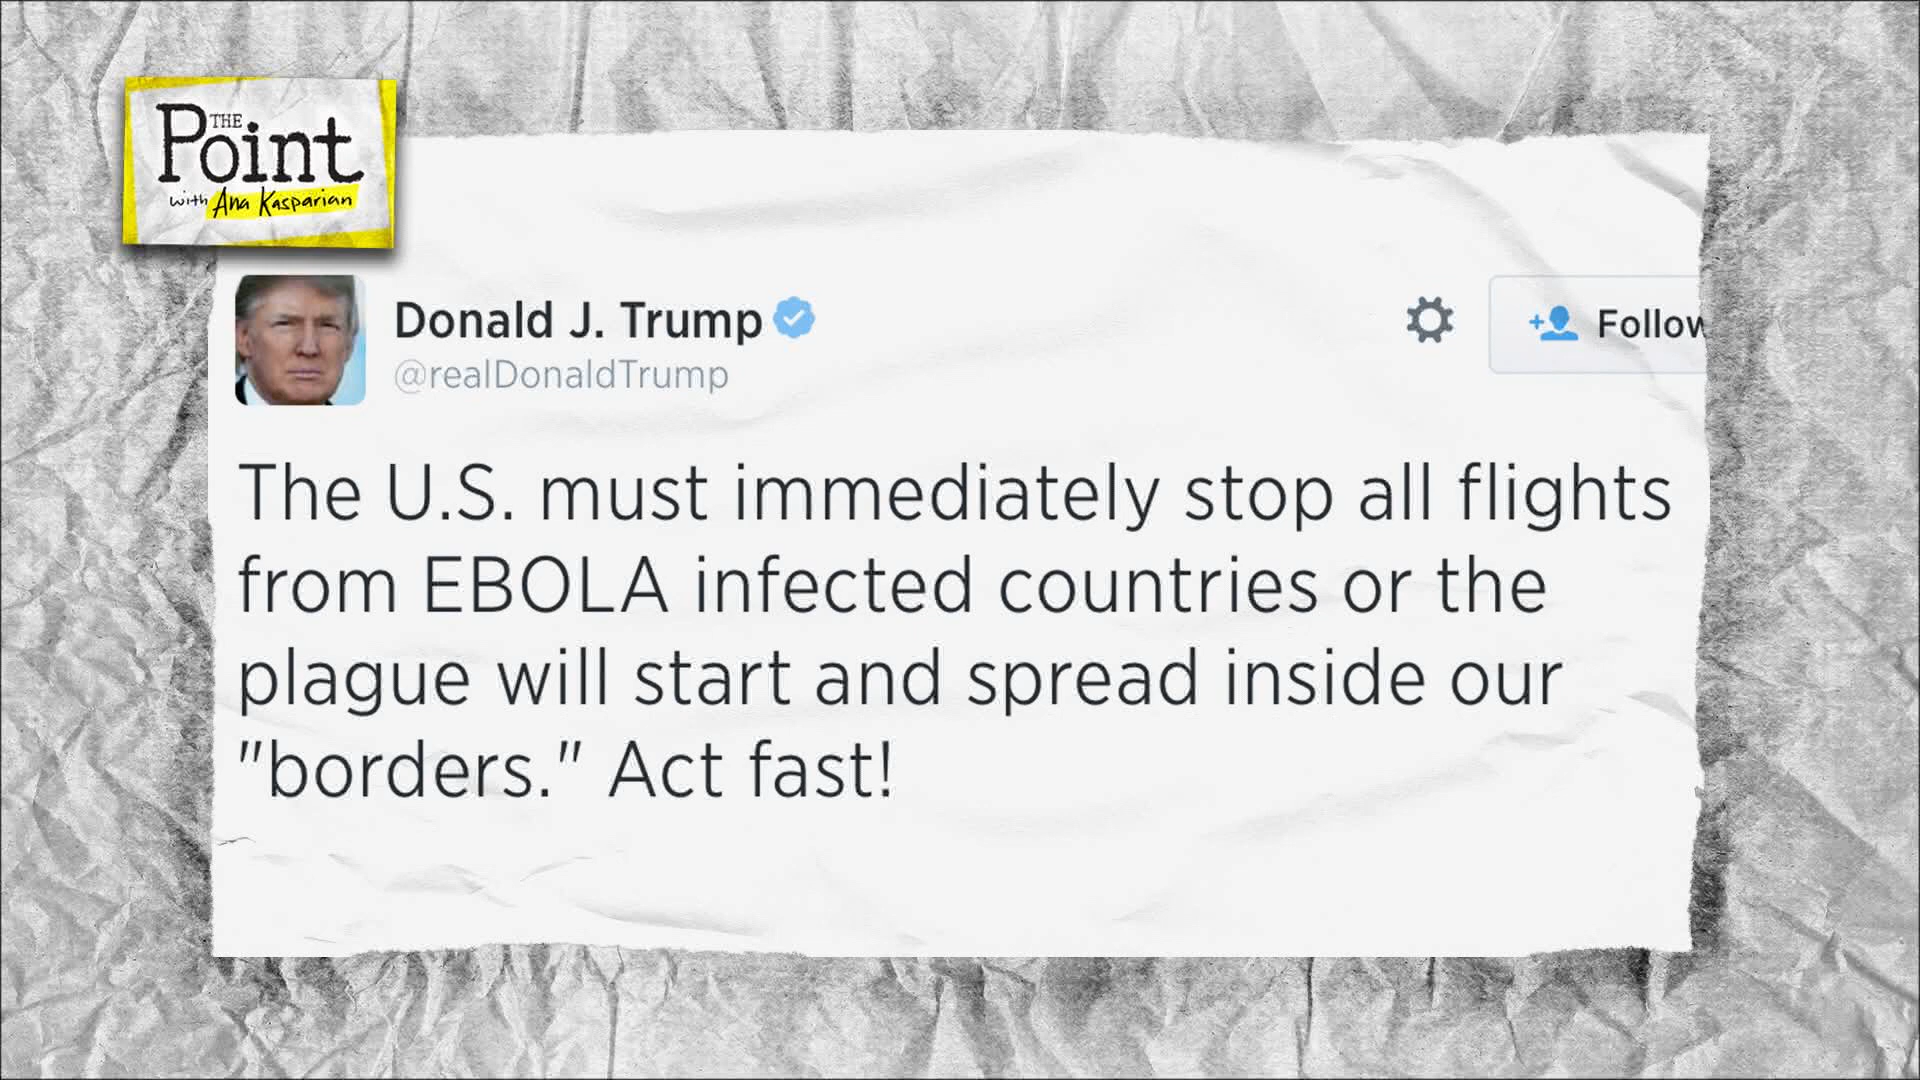 THE
Point
with Ana Kasparian
Donald J. Trump
@realDonaldTrump
Follow
The U.S. must immediately stop all flights
from EBOLA infected countries or the
plague will start and spread inside our
"borders." Act fast!